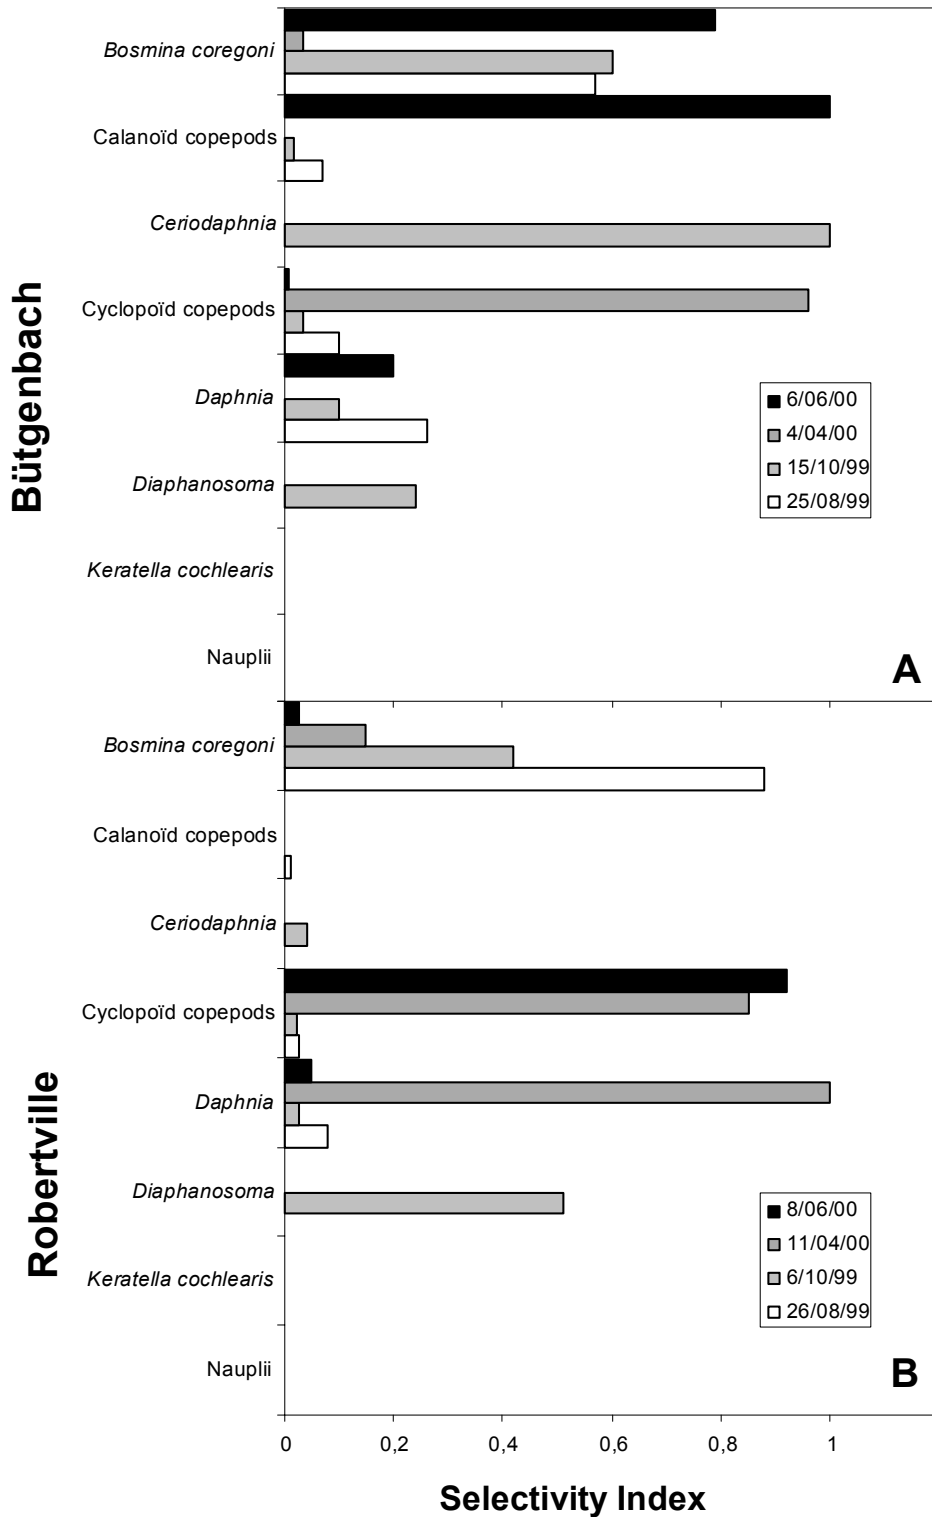 Bütgenbach
Bosmina coregoni
Calanoïd copepods
Ceriodaphnia
Cyclopoïd copepods
Daphnia
Diaphanosoma
Keratella cochlearis
Nauplii
6/06/00
4/04/00
15/10/99
25/08/99
A
Robertville
Bosmina coregoni
Calanoïd copepods
Ceriodaphnia
Cyclopoïd copepods
Daphnia
Diaphanosoma
Keratella cochlearis
Nauplii
8/06/00
11/04/00
6/10/99
26/08/99
B
0 0,2 0,4 0,6 0,8 1
Selectivity Index